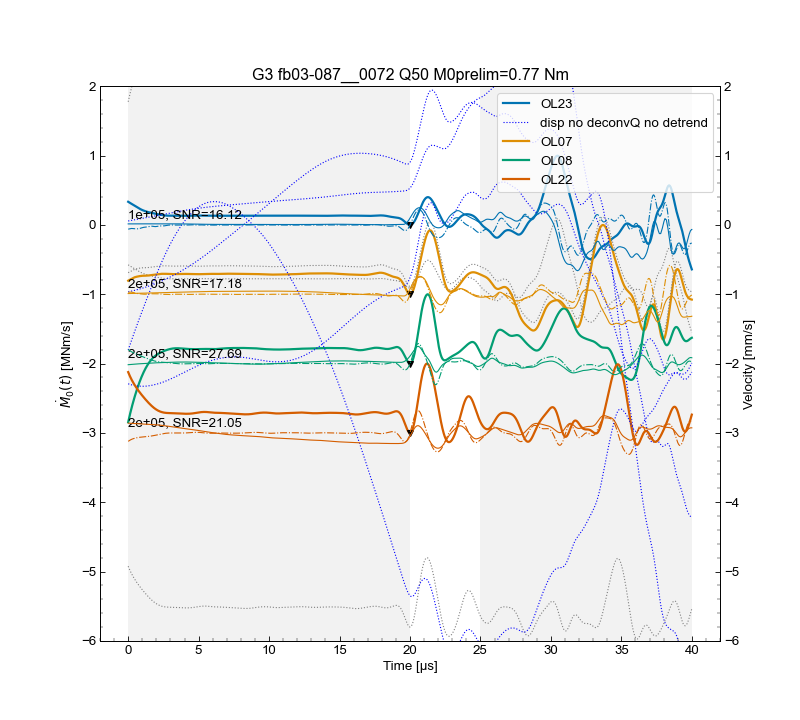 G3 fb03-087__0072 Q50 M0prelim=0.77 Nm
OL23
disp no deconvQ no detrend
OL07
OL08
OL22
1e+05, SNR=16.12
2e+05, SNR=17.18
2e+05, SNR=27.69
2e+05, SNR=21.05
2
1
0
−1
−2
−3
−4
−5
−6
2
1
0
−1
−2
−3
−4
−5
−6
0 5 10 15 20 25 30 35 40
Time [µs]
Ṁ0(t) [MNm/s]
Velocity [mm/s]